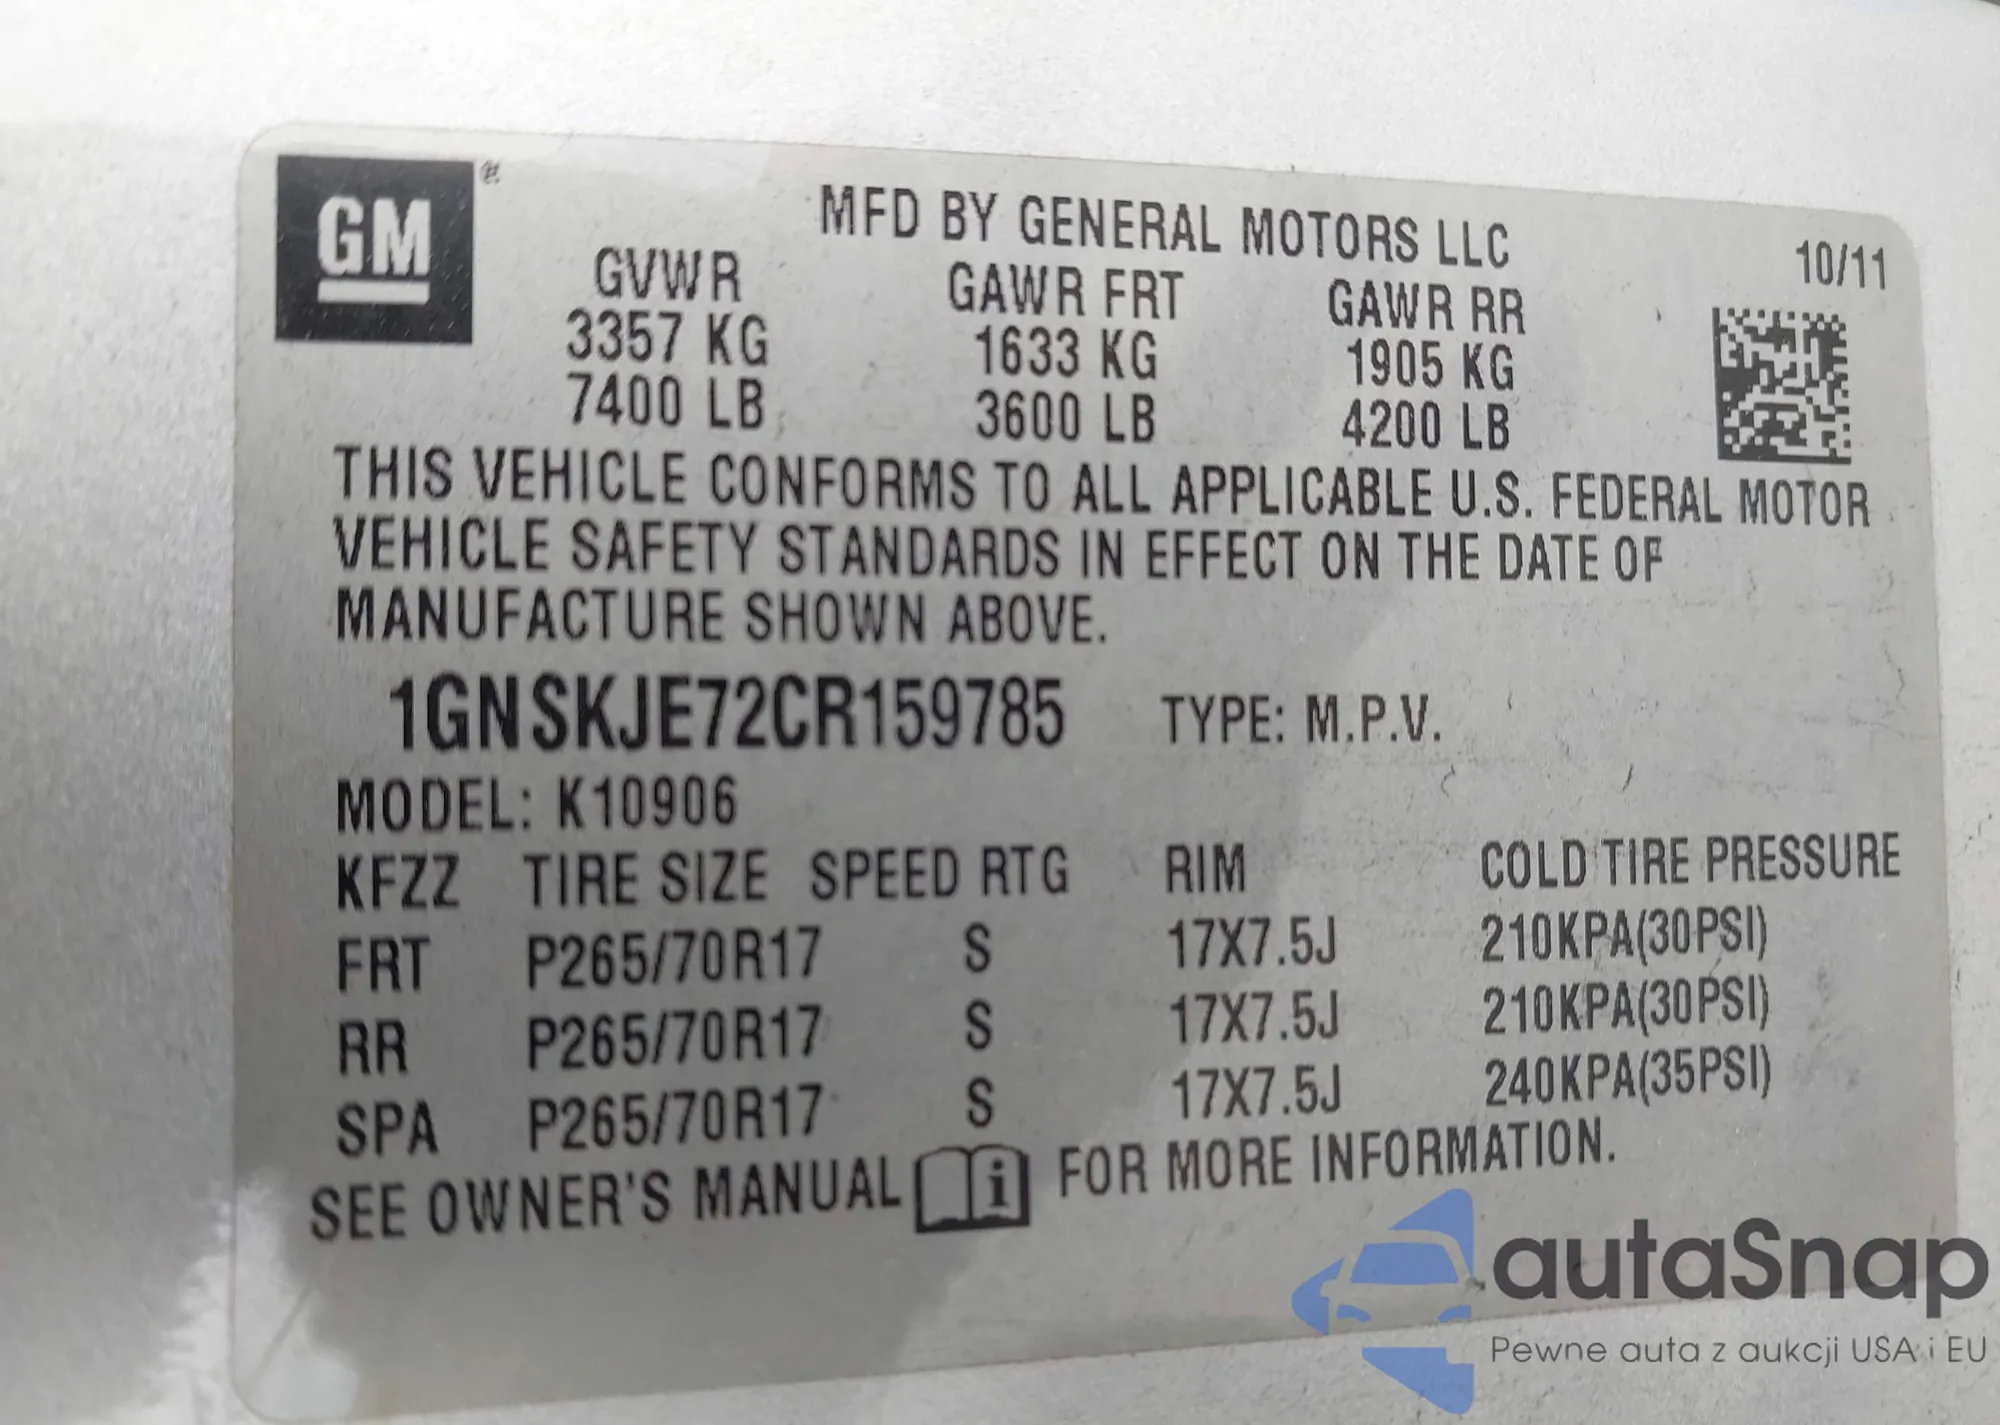 GM
MFD BY GENERAL MOTORS LLC
10/11
GVWR GAWR FRT GAWR RR
3357 KG 1633 KG 1905 KG
7400 LB 3600 LB 4200 LB
THIS VEHICLE CONFORMS TO ALL APPLICABLE U.S. FEDERAL MOTOR
VEHICLE SAFETY STANDARDS IN EFFECT ON THE DATE OF
MANUFACTURE SHOWN ABOVE.
1GNSKJE72CR159785 TYPE: M.P.V.
MODEL: K10906
KFZZ TIRE SIZE SPEED RTG RIM COLD TIRE PRESSURE
FRT P265/70R17 S 17X7.5J 210KPA(30PSI)
RR P265/70R17 S 17X7.5J 210KPA(30PSI)
SPA P265/70R17 S 17X7.5J 240KPA(35PSI)
SEE OWNER'S MANUAL i FOR MORE INFORMATION.
autaSnap
Pewne auta z aukcji USA i EU